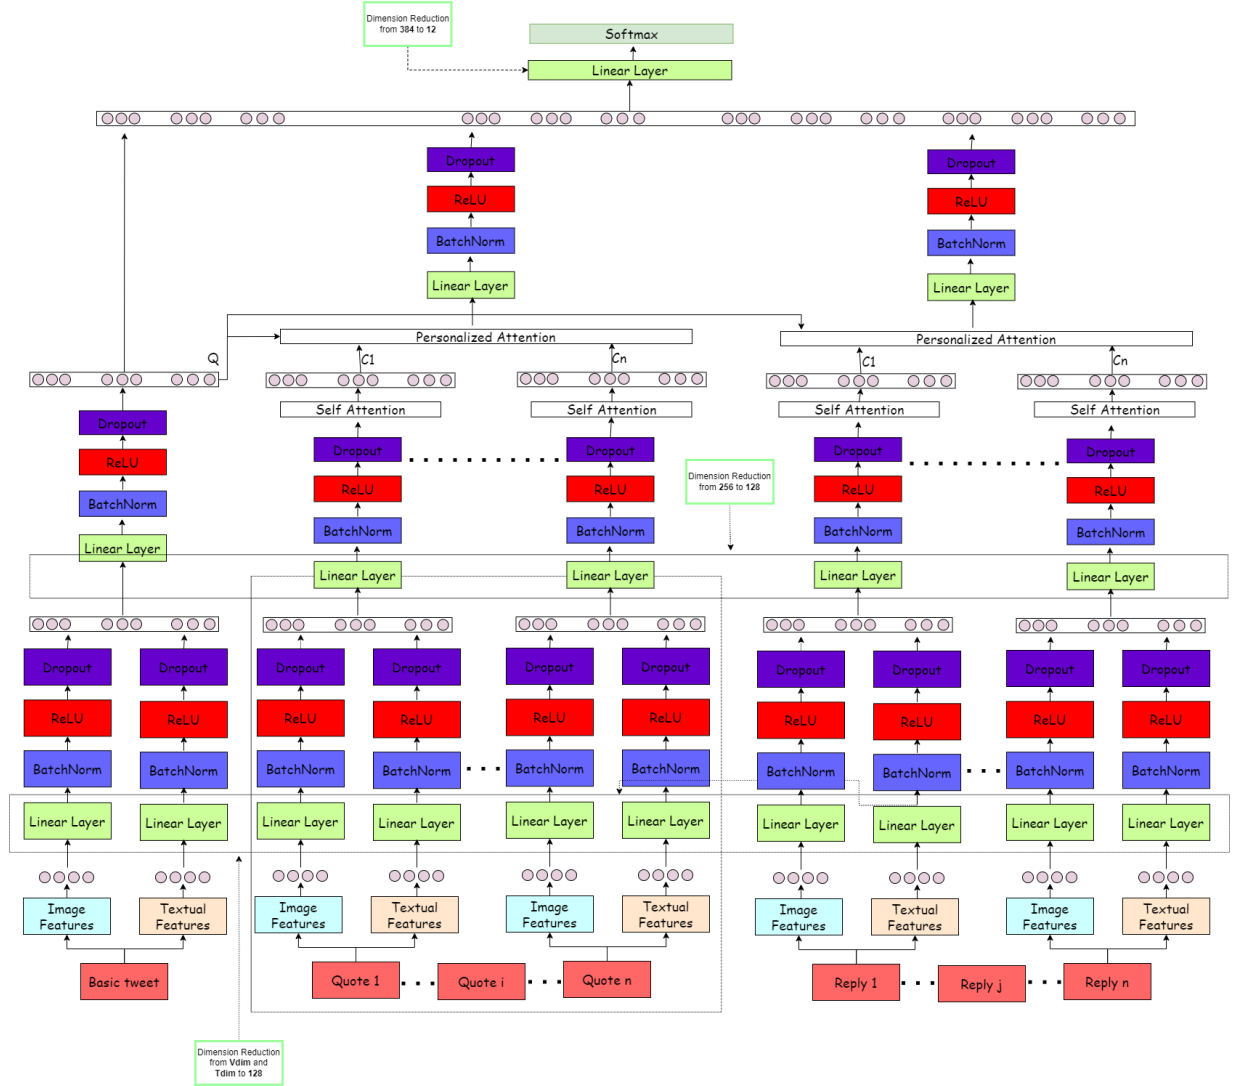 Dimension Reduction
from 384 to 12
Softmax
Linear Layer
Dropout
Dropout
ReLU
ReLU
BatchNorm
BatchNorm
Linear Layer
Linear Layer
Personalized Attention
Personalized Attention
Q
C1
Cn
C1
Cn
Self Attention
Self Attention
Self Attention
Self Attention
Dropout
Dropout
Dropout
Dropout
Dropout
ReLU
ReLU
ReLU
ReLU
ReLU
Dimension Reduction
from 256 to 128
BatchNorm
BatchNorm
BatchNorm
BatchNorm
BatchNorm
Linear Layer
Linear Layer
Linear Layer
Linear Layer
Linear Layer
Dropout
Dropout
Dropout
Dropout
Dropout
Dropout
Dropout
Dropout
Dropout
Dropout
ReLU
ReLU
ReLU
ReLU
ReLU
ReLU
ReLU
ReLU
ReLU
ReLU
BatchNorm
BatchNorm
BatchNorm
BatchNorm
BatchNorm
BatchNorm
BatchNorm
BatchNorm
BatchNorm
BatchNorm
Linear Layer
Linear Layer
Linear Layer
Linear Layer
Linear Layer
Linear Layer
Linear Layer
Linear Layer
Linear Layer
Linear Layer
Image
Features
Textual
Features
Image
Features
Textual
Features
Image
Features
Textual
Features
Image
Features
Textual
Features
Image
Features
Textual
Features
Basic tweet
Quote 1
Quote i
Quote n
Reply 1
Reply j
Reply n
Dimension Reduction
from Vdim and
Tdim to 128